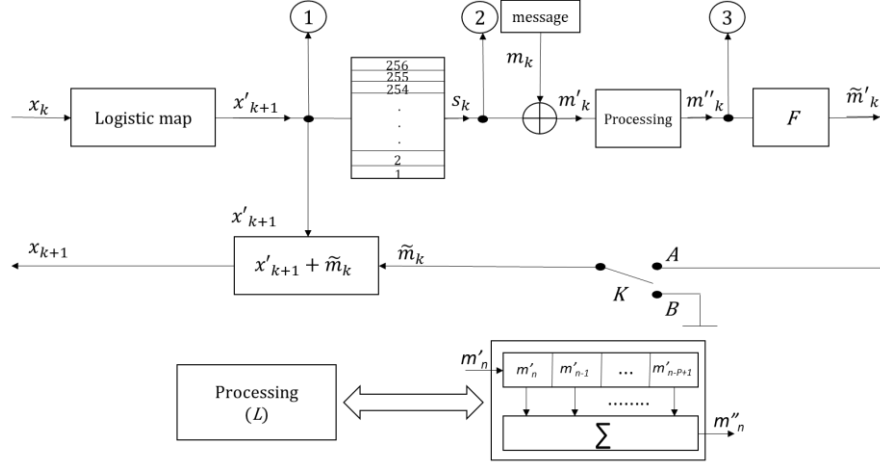 1
2
message
3
m_k
256
255
254
.
.
.
2
1
x_k
Logistic map
x'_{k+1}
s_k
m'_k
Processing
m''_k
F
m̃'_k
x'_{k+1}
x_{k+1}
x'_{k+1} + m̃_k
m̃_k
K
A
B
Processing
(L)
m'_n
m'_n
m'_{n-1}
...
m'_{n-P+1}
........
Σ
m''_n